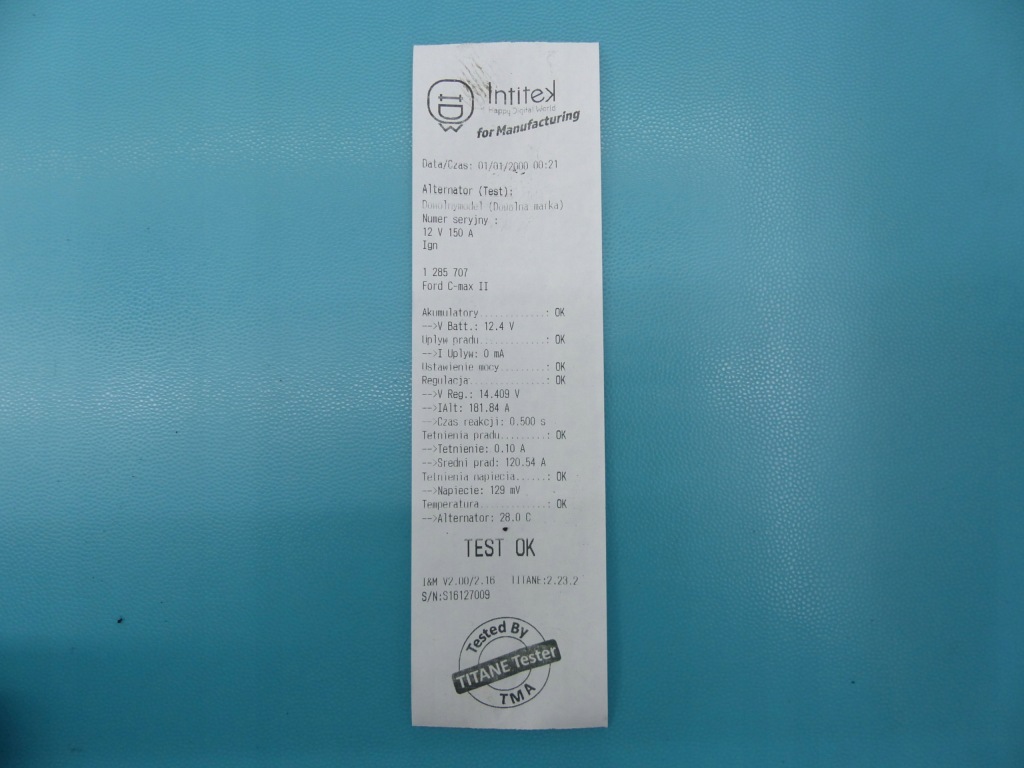 Intitek
Happy Digital World
for Manufacturing
Data/Czas: 01/01/2000 00:21
Alternator (Test):
Numer seryjny :
12 V 150 A
Ign
1 285 707
Ford C-max II
Akumulatory............: OK
-->V Batt.: 12.4 V
Uplyw pradu............: OK
-->I Uplyw: 0 mA
Ustawienie mocy........: OK
Regulacja..............: OK
-->V Reg.: 14.409 V
-->IAlt: 181.84 A
-->Czas reakcji: 0.500 s
Tetnienia pradu........: OK
-->Tetnienie: 0.10 A
-->Sredni prad: 120.54 A
Tetnienia napiecia.....: OK
-->Napiecie: 129 mV
Temperatura............: OK
-->Alternator: 28.0 C
TEST OK
I&M V2.00/2.16 TITANE:2.23.2
S/N:S16127009
Tested By
TITANE Tester
TMA